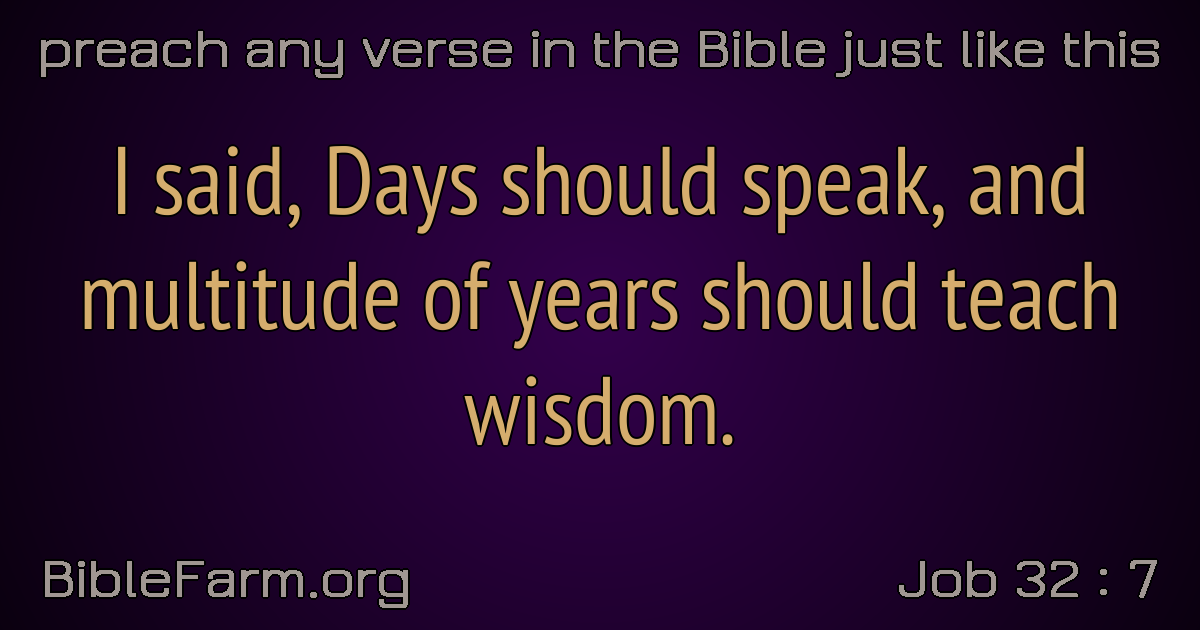 preach any verse in the Bible just like this
I said, Days should speak, and
multitude of years should teach
wisdom.
BibleFarm.org
Job 32 : 7